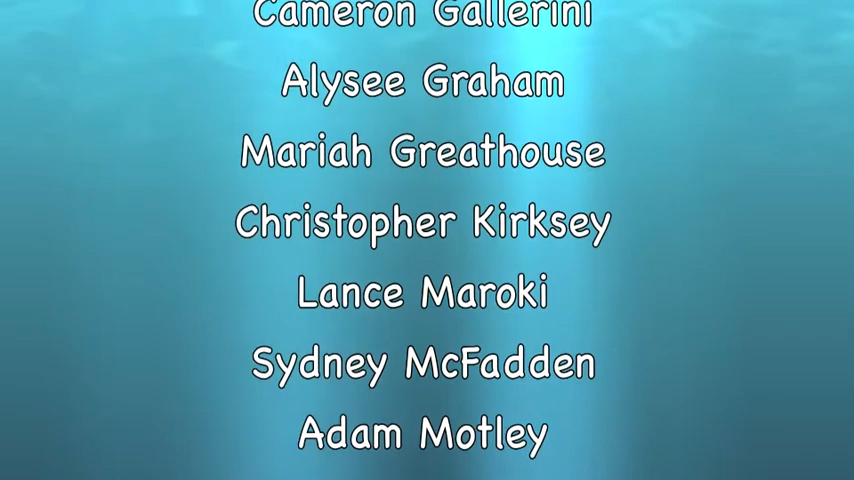 Cameron Gallerini
Alysee Graham
Mariah Greathouse
Christopher Kirksey
Lance Maroki
Sydney McFadden
Adam Motley